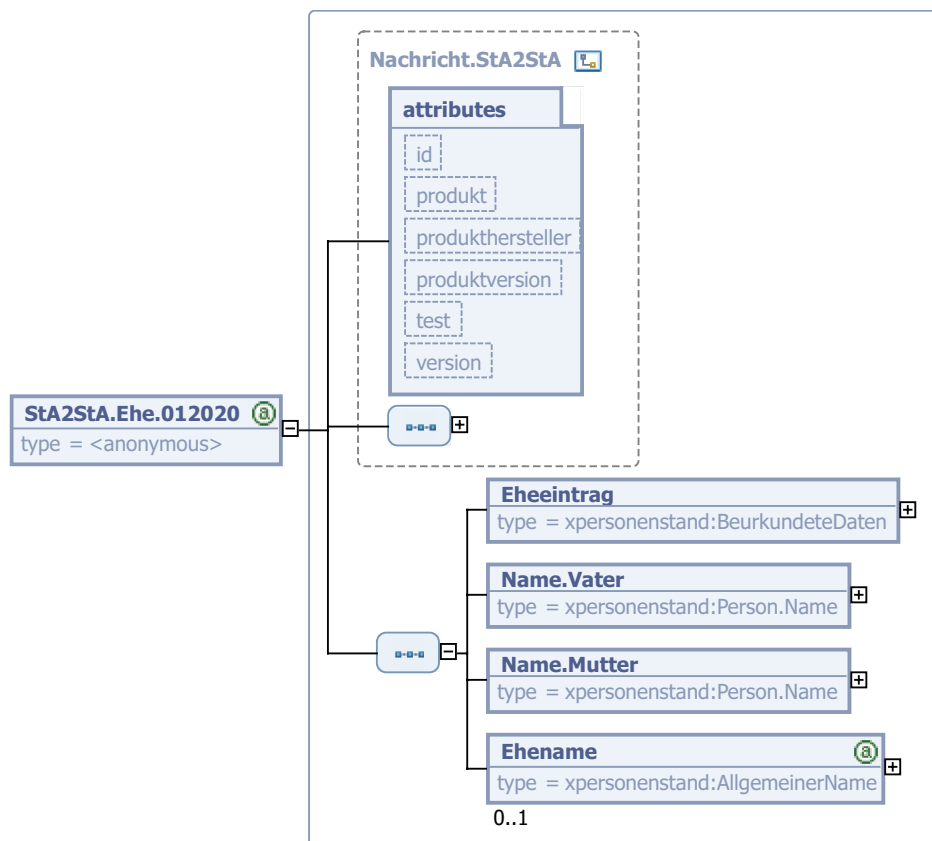 Nachricht.StA2StA
attributes
id
produkt
produkthersteller
produktversion
test
version
StA2StA.Ehe.012020
type = <anonymous>
Eheeintrag
type = xpersonenstand:BeurkundeteDaten
Name.Vater
type = xpersonenstand:Person.Name
Name.Mutter
type = xpersonenstand:Person.Name
Ehename
type = xpersonenstand:AllgemeinerName
0..1